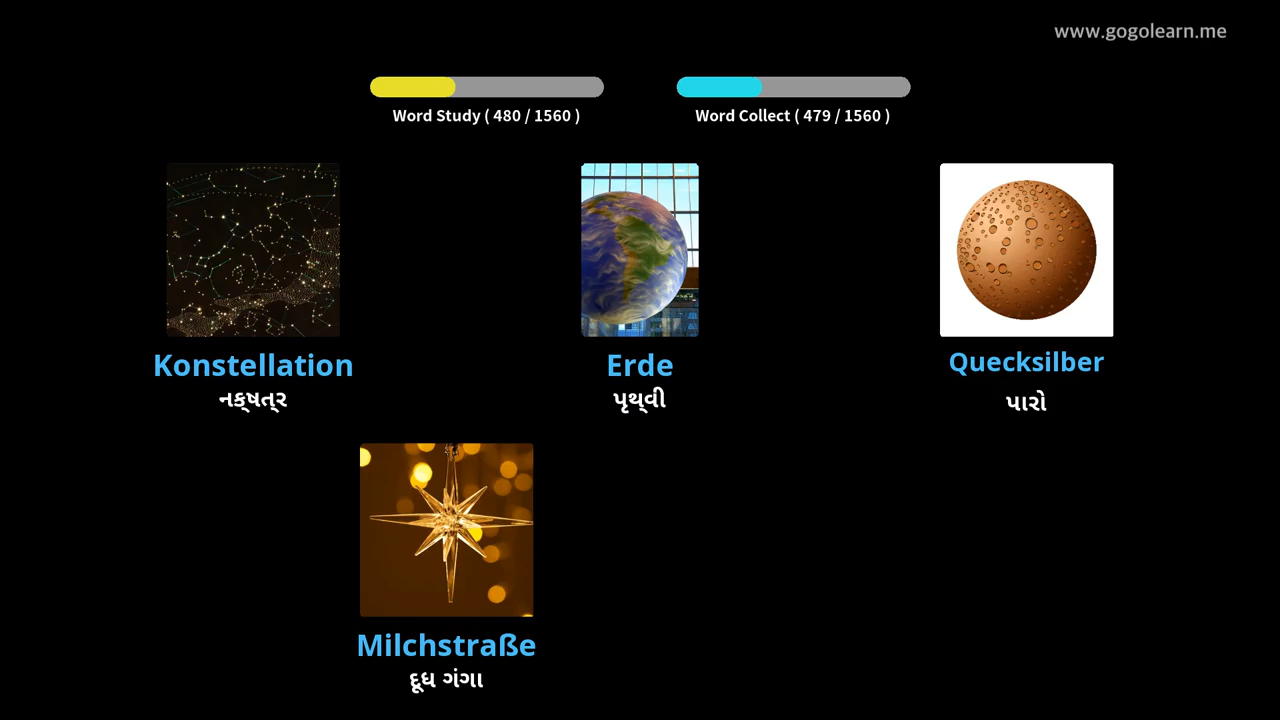 www.gogolearn.me
Word Study ( 480 / 1560 )
Word Collect ( 479 / 1560 )
Konstellation
નક્ષત્ર
Erde
પૃથ્વી
Quecksilber
પારો
Milchstraße
દૂધ ગંગા